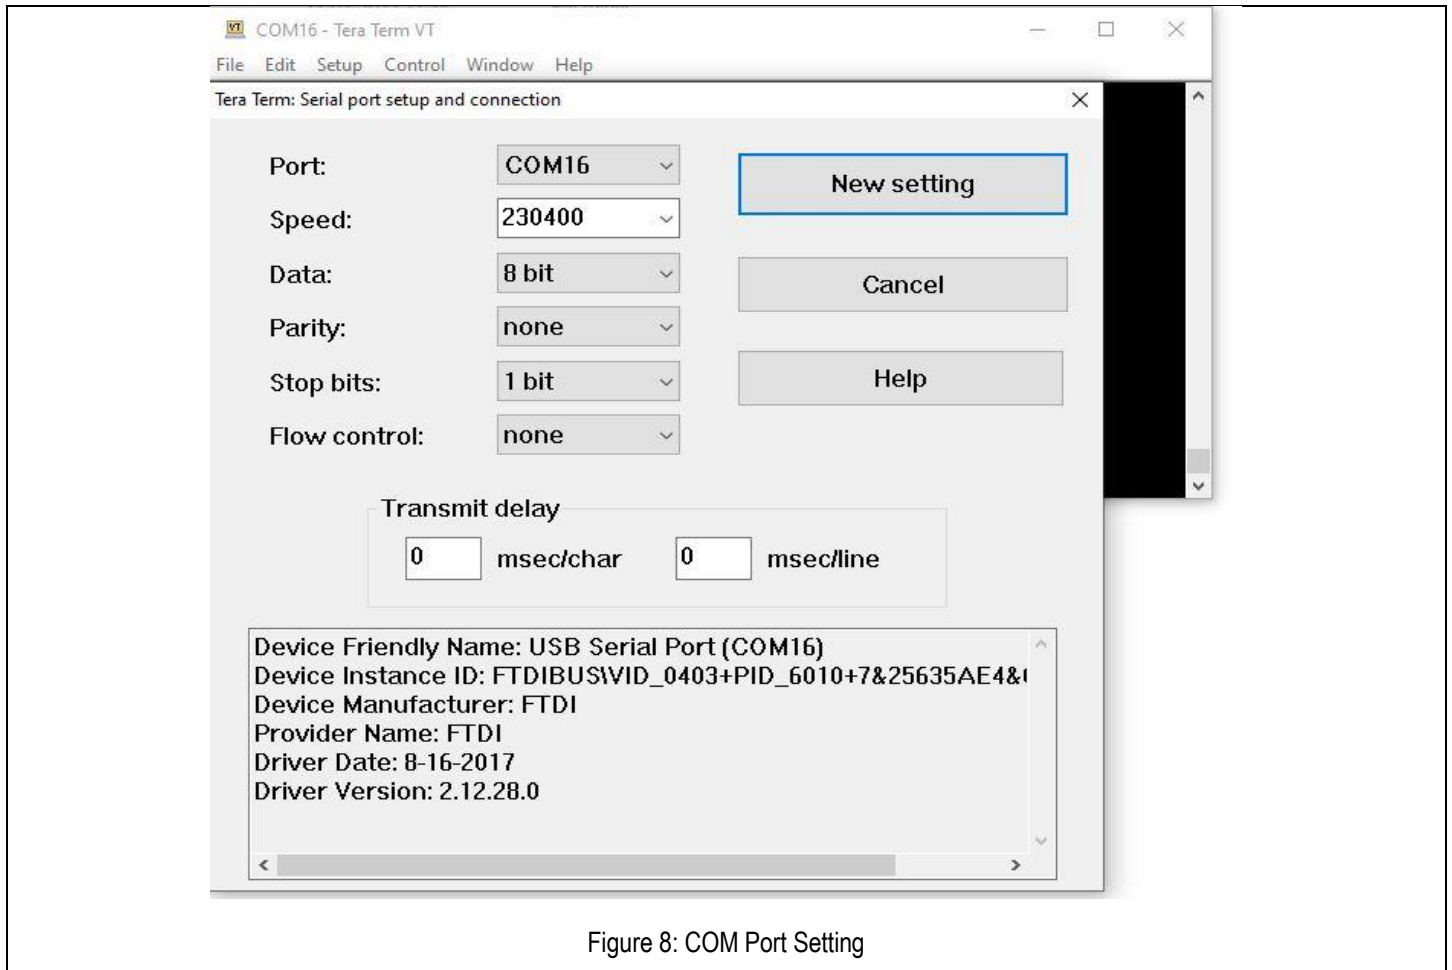 VT
COM16 - Tera Term VT
File Edit Setup Control Window Help
Tera Term: Serial port setup and connection
Port: COM16
New setting
Speed: 230400
Data: 8 bit
Cancel
Parity: none
Stop bits: 1 bit
Help
Flow control: none
Transmit delay
0 msec/char 0 msec/line
Device Friendly Name: USB Serial Port (COM16)
Device Instance ID: FTDIBUS\VID_0403+PID_6010+7&25635AE4&
Device Manufacturer: FTDI
Provider Name: FTDI
Driver Date: 8-16-2017
Driver Version: 2.12.28.0
Figure 8: COM Port Setting